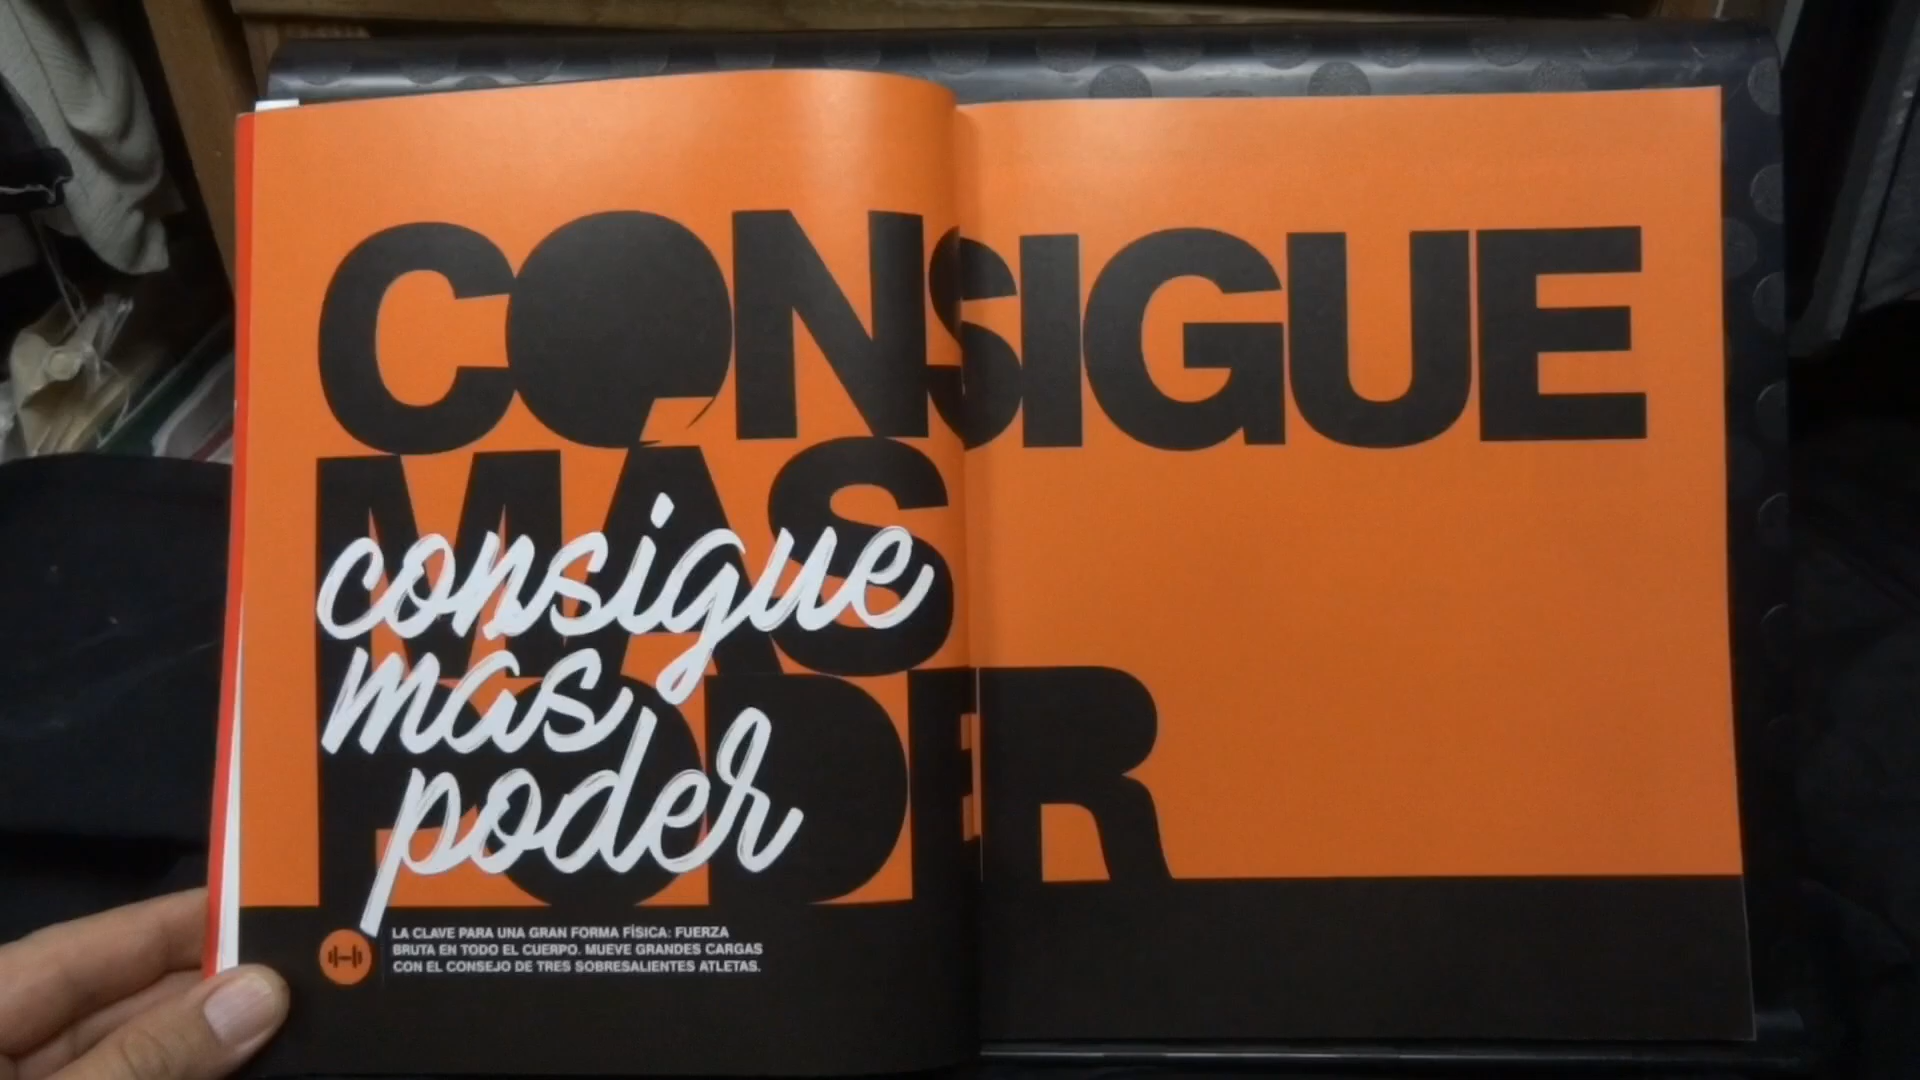 CONSIGUE
MÁS
PODER
consigue
mas
poder
LA CLAVE PARA UNA GRAN FORMA FÍSICA: FUERZA
BRUTA EN TODO EL CUERPO. MUEVE GRANDES CARGAS
CON EL CONSEJO DE TRES SOBRESALIENTES ATLETAS.